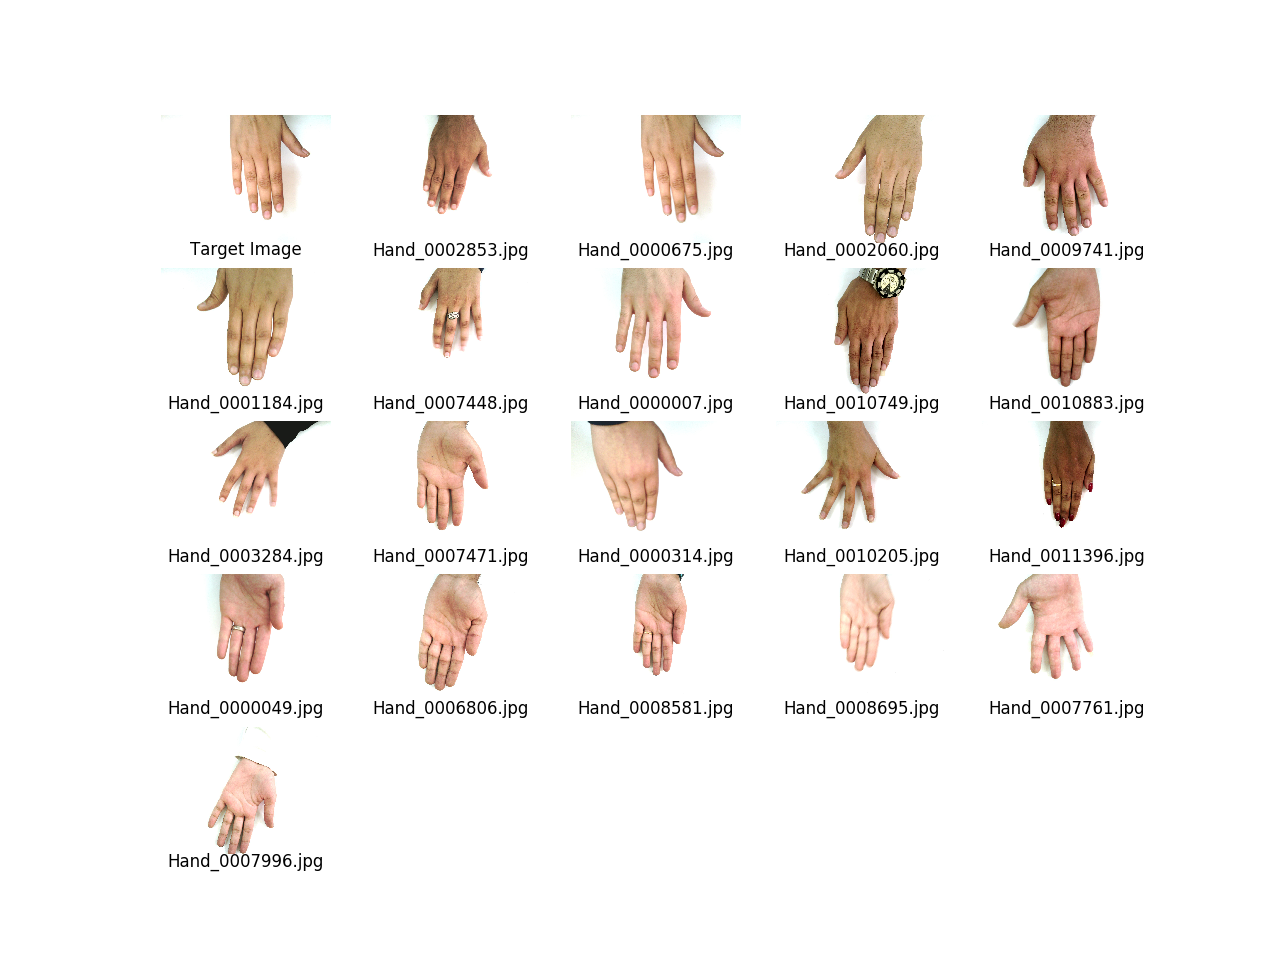 Target Image
Hand_0002853.jpg
Hand_0000675.jpg
Hand_0002060.jpg
Hand_0009741.jpg
Hand_0001184.jpg
Hand_0007448.jpg
Hand_0000007.jpg
Hand_0010749.jpg
Hand_0010883.jpg
Hand_0003284.jpg
Hand_0007471.jpg
Hand_0000314.jpg
Hand_0010205.jpg
Hand_0011396.jpg
Hand_0000049.jpg
Hand_0006806.jpg
Hand_0008581.jpg
Hand_0008695.jpg
Hand_0007761.jpg
Hand_0007996.jpg